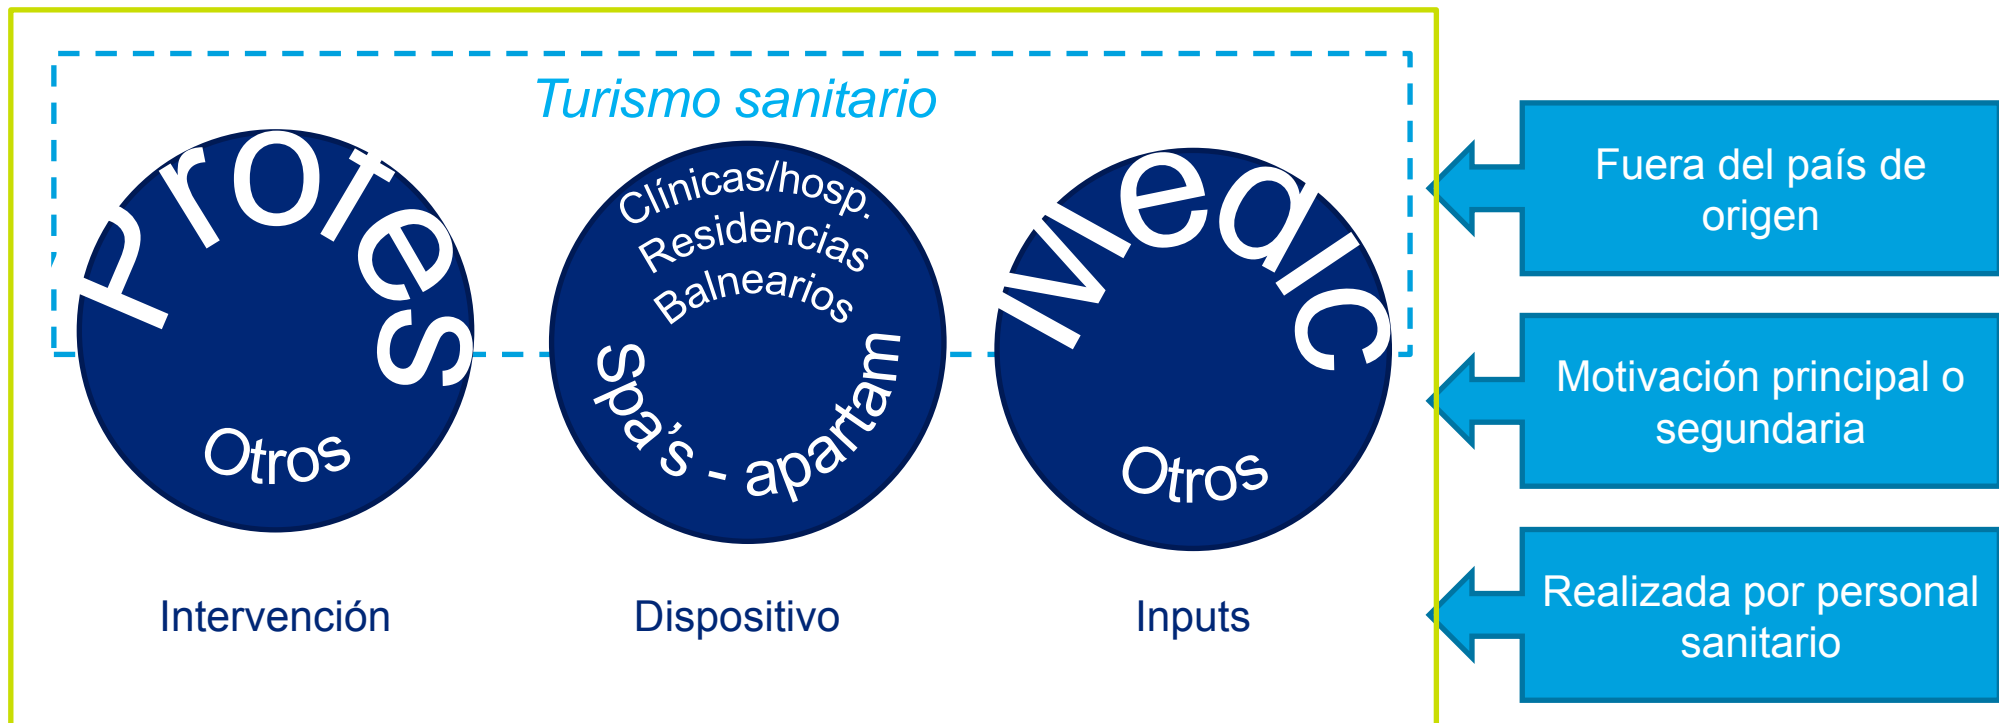 Turismo sanitario
Profes
Otros
Clínicas/hosp.
Residencias
Balnearios
Spa’s - apartam
Medic
Otros
Intervención
Dispositivo
Inputs
Fuera del país de
origen
Motivación principal o
segundaria
Realizada por personal
sanitario